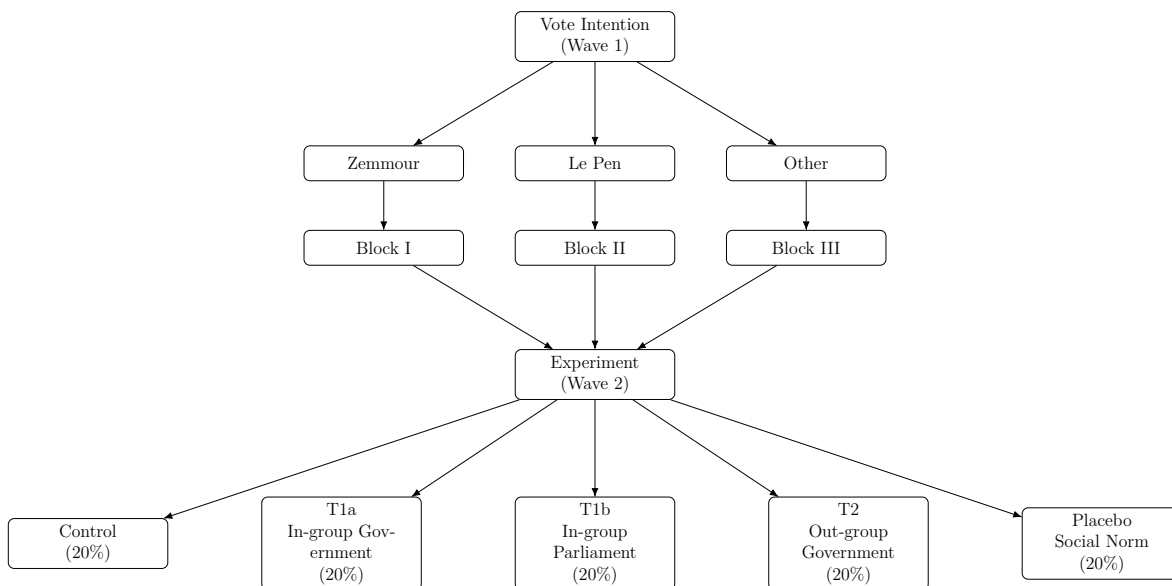 Vote Intention
(Wave 1)
Zemmour
Le Pen
Other
Block I
Block II
Block III
Experiment
(Wave 2)
Control
(20%)
T1a
In-group Gov-
ernment
(20%)
T1b
In-group
Parliament
(20%)
T2
Out-group
Government
(20%)
Placebo
Social Norm
(20%)